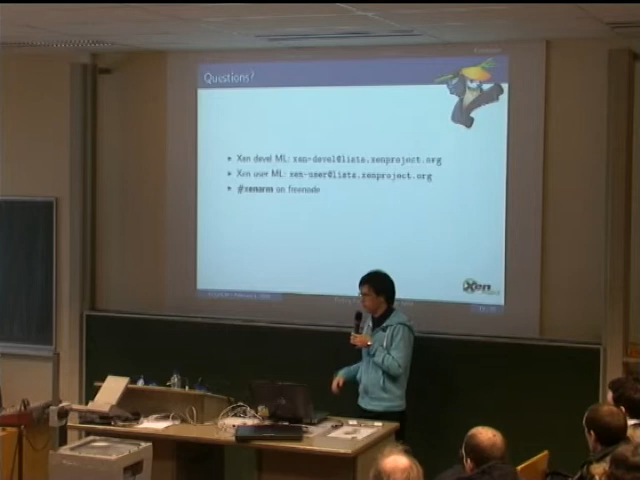 Questions?
Xen devel ML: xen-devel@lists.xenproject.org
Xen user ML: xen-user@lists.xenproject.org
#xenarm on freenode
Xen